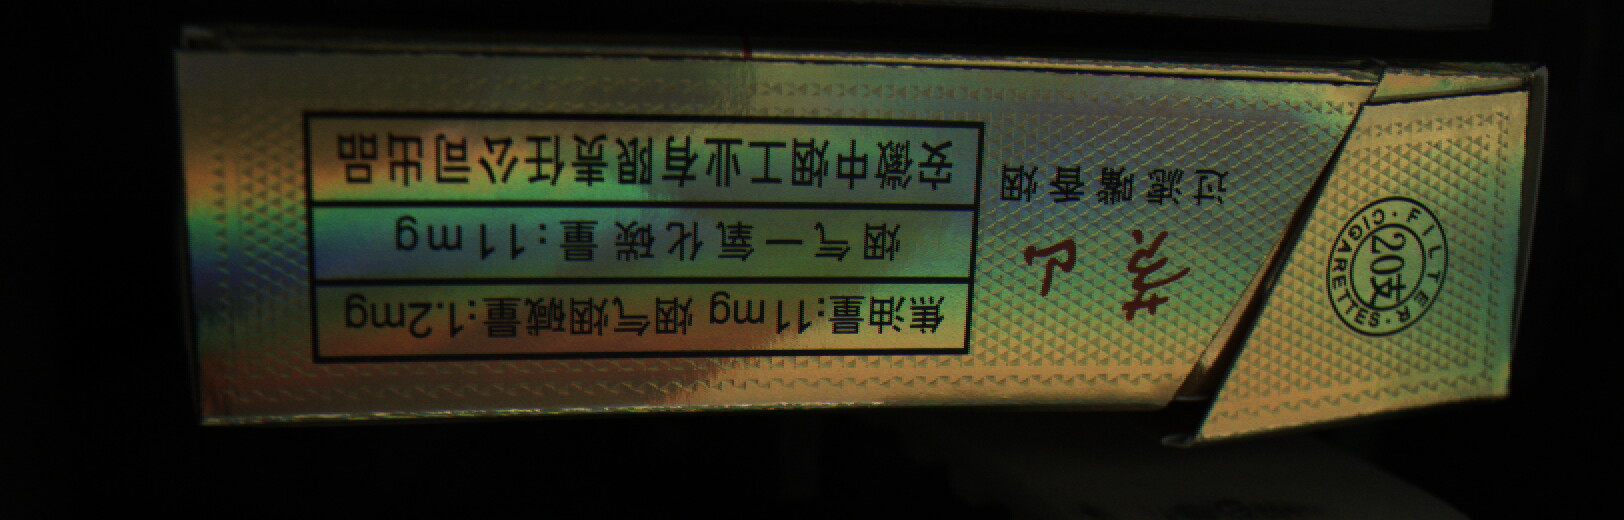 FILTER CIGARETTES
20支
黄山
过滤嘴香烟
焦油量:11mg 烟气烟碱量:1.2mg
烟气一氧化碳量:11mg
安徽中烟工业有限责任公司出品